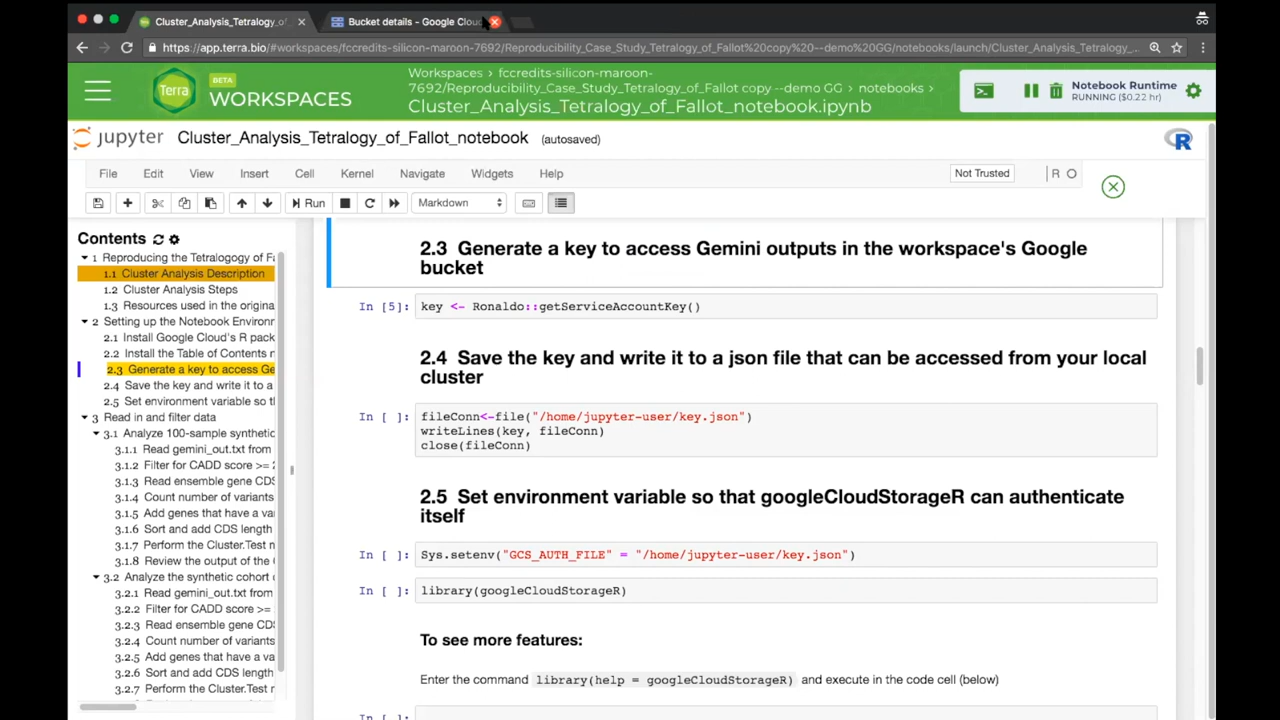 Cluster_Analysis_Tetralogy_of_
Bucket details - Google Clou
https://app.terra.bio/#workspaces/fccredits-silicon-maroon-7692/Reproducibility_Case_Study_Tetralogy_of_Fallot%20copy%20--demo%20GG/notebooks/launch/Cluster_Analysis_Tetralogy_...
Terra
BETA
WORKSPACES
Workspaces > fccredits-silicon-maroon-
7692/Reproducibility_Case_Study_Tetralogy_of_Fallot copy --demo GG > notebooks >
Cluster_Analysis_Tetralogy_of_Fallot_notebook.ipynb
Notebook Runtime
RUNNING ($0.22 hr)
jupyter Cluster_Analysis_Tetralogy_of_Fallot_notebook (autosaved)
R
File Edit View Insert Cell Kernel Navigate Widgets Help
Not Trusted
R
Run
Markdown
Contents
1 Reproducing the Tetralogogy of Fa
1.1 Cluster Analysis Description
1.2 Cluster Analysis Steps
1.3 Resources used in the origina
2 Setting up the Notebook Environr
2.1 Install Google Cloud's R pack
2.2 Install the Table of Contents n
2.3 Generate a key to access Ge
2.4 Save the key and write it to a
2.5 Set environment variable so th
3 Read in and filter data
3.1 Analyze 100-sample synthetic
3.1.1 Read gemini_out.txt from
3.1.2 Filter for CADD score >= 2
3.1.3 Read ensemble gene CDS
3.1.4 Count number of variants
3.1.5 Add genes that have a va
3.1.6 Sort and add CDS length
3.1.7 Perform the Cluster.Test n
3.1.8 Review the output of the
3.2 Analyze the synthetic cohort
3.2.1 Read gemini_out.txt from
3.2.2 Filter for CADD score >=
3.2.3 Read ensemble gene CDS
3.2.4 Count number of variants
3.2.5 Add genes that have a va
3.2.6 Sort and add CDS length
3.2.7 Perform the Cluster.Test n
2.3 Generate a key to access Gemini outputs in the workspace's Google
bucket
In [5]: key <- Ronaldo::getServiceAccountKey()
2.4 Save the key and write it to a json file that can be accessed from your local
cluster
In [ ]: fileConn<-file("/home/jupyter-user/key.json")
writeLines(key, fileConn)
close(fileConn)
2.5 Set environment variable so that googleCloudStorageR can authenticate
itself
In [ ]: Sys.setenv("GCS_AUTH_FILE" = "/home/jupyter-user/key.json")
In [ ]: library(googleCloudStorageR)
To see more features:
Enter the command library(help = googleCloudStorageR) and execute in the code cell (below)
In [ ]: